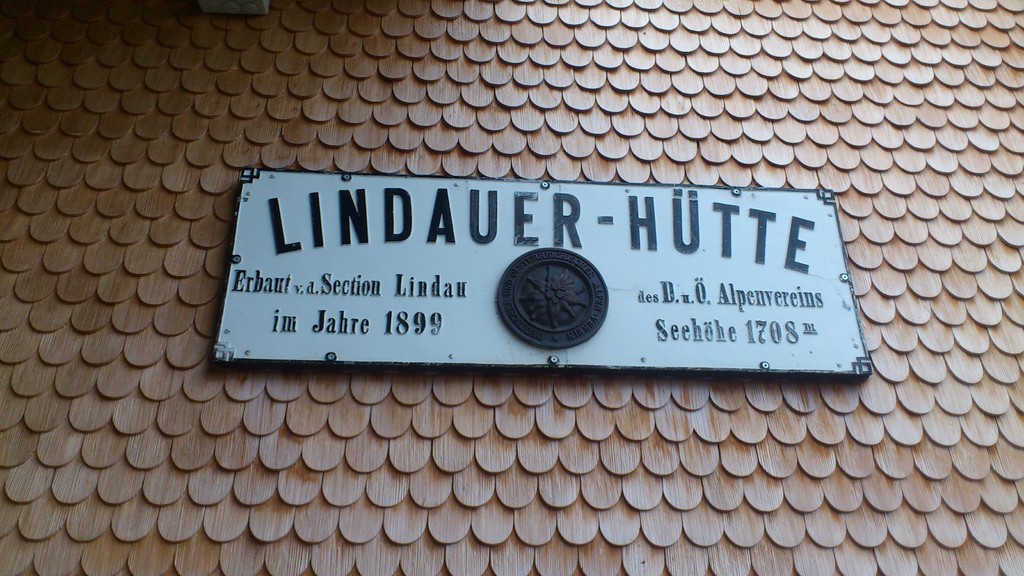 LINDAUER-HÜTTE
Erbaut v. d. Section Lindau
im Jahre 1899
des D. u. Ö. Alpenvereins
Seehöhe 1708 m